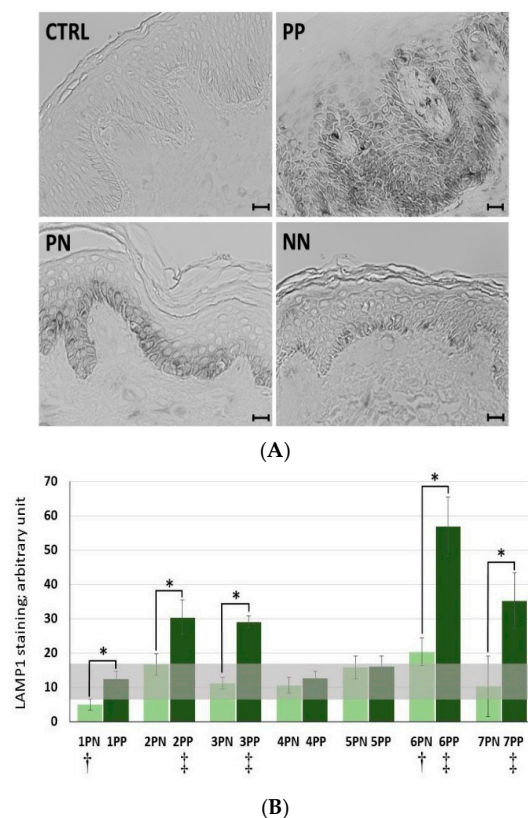 CTRL PP
PN NN
(A)
LAMP1 staining; arbitrary unit
70
60
50
40
30
20
10
0
* * * * *
1PN 1PP 2PN 2PP 3PN 3PP 4PN 4PP 5PN 5PP 6PN 6PP 7PN 7PP
† ‡ ‡ † ‡ ‡
(B)